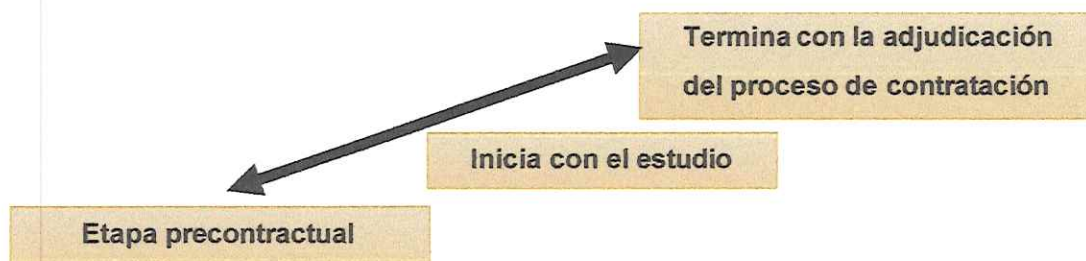 Termina con la adjudicación
del proceso de contratación
Inicia con el estudio
Etapa precontractual